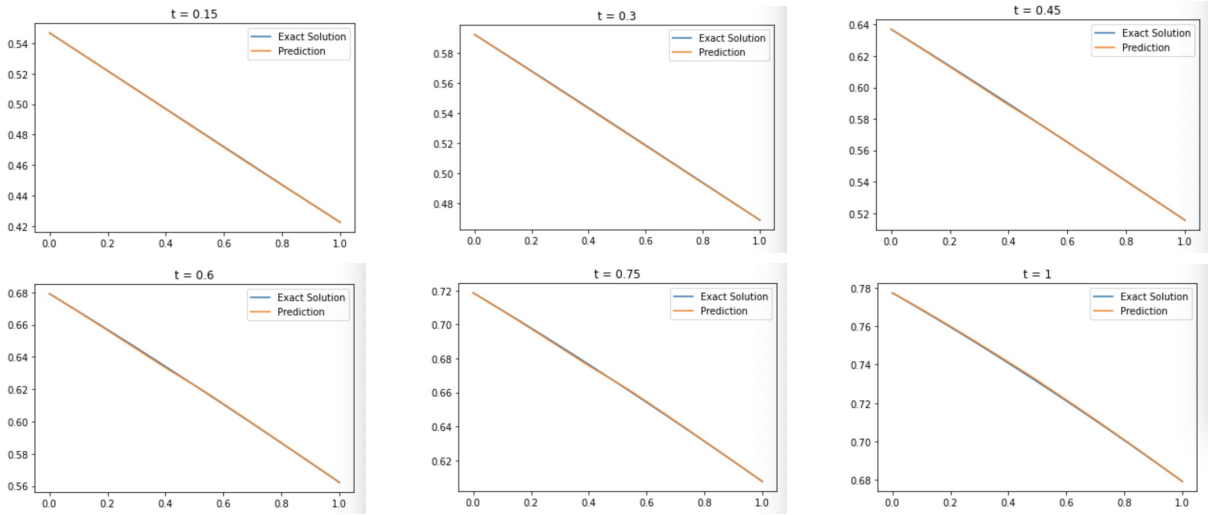 t = 0.15
0.54
0.52
0.50
0.48
0.46
0.44
0.42
0.0 0.2 0.4 0.6 0.8 1.0
Exact Solution
Prediction
t = 0.3
0.58
0.56
0.54
0.52
0.50
0.48
0.0 0.2 0.4 0.6 0.8 1.0
Exact Solution
Prediction
t = 0.45
0.64
0.62
0.60
0.58
0.56
0.54
0.52
0.0 0.2 0.4 0.6 0.8 1.0
Exact Solution
Prediction
t = 0.6
0.68
0.66
0.64
0.62
0.60
0.58
0.56
0.0 0.2 0.4 0.6 0.8 1.0
Exact Solution
Prediction
t = 0.75
0.72
0.70
0.68
0.66
0.64
0.62
0.0 0.2 0.4 0.6 0.8 1.0
Exact Solution
Prediction
t = 1
0.78
0.76
0.74
0.72
0.70
0.68
0.0 0.2 0.4 0.6 0.8 1.0
Exact Solution
Prediction